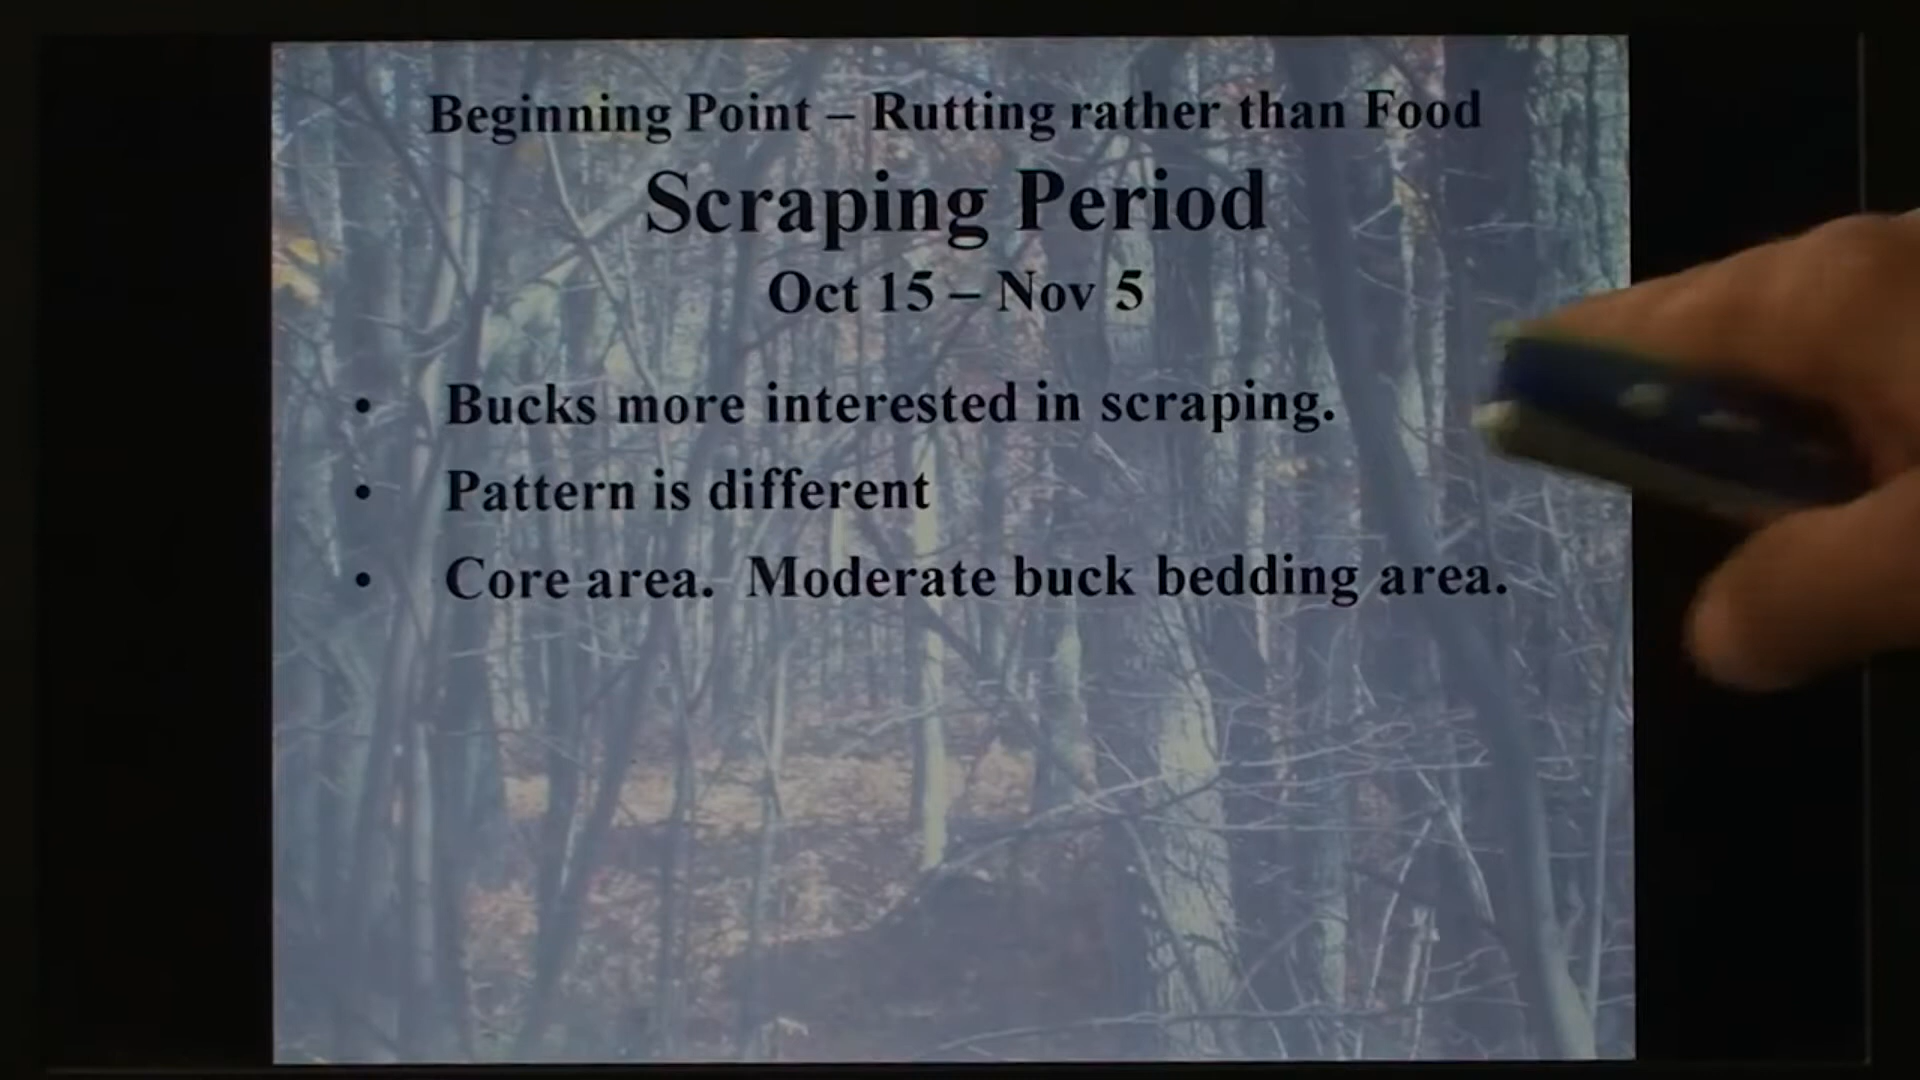 Beginning Point – Rutting rather than Food
Scraping Period
Oct 15 – Nov 5
• Bucks more interested in scraping.
• Pattern is different
• Core area.  Moderate buck bedding area.